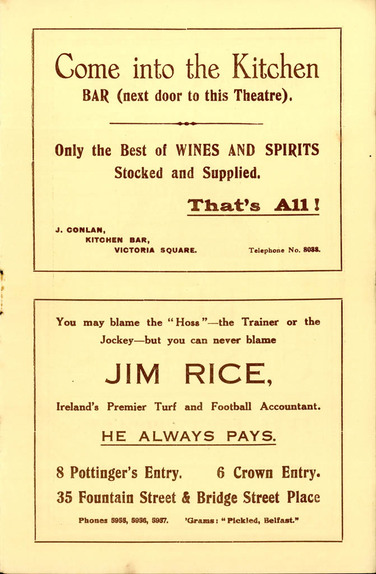 Come into the Kitchen
BAR (next door to this Theatre).
Only the Best of WINES AND SPIRITS
Stocked and Supplied.
That's All!
J. CONLAN,
KITCHEN BAR,
VICTORIA SQUARE.
Telephone No. 8038.
You may blame the "Hoss"—the Trainer or the
Jockey—but you can never blame
JIM RICE,
Ireland's Premier Turf and Football Accountant.
HE ALWAYS PAYS.
8 Pottinger's Entry. 6 Crown Entry.
35 Fountain Street & Bridge Street Place
Phones 5958, 5936, 5937. 'Grams: "Pickled, Belfast."